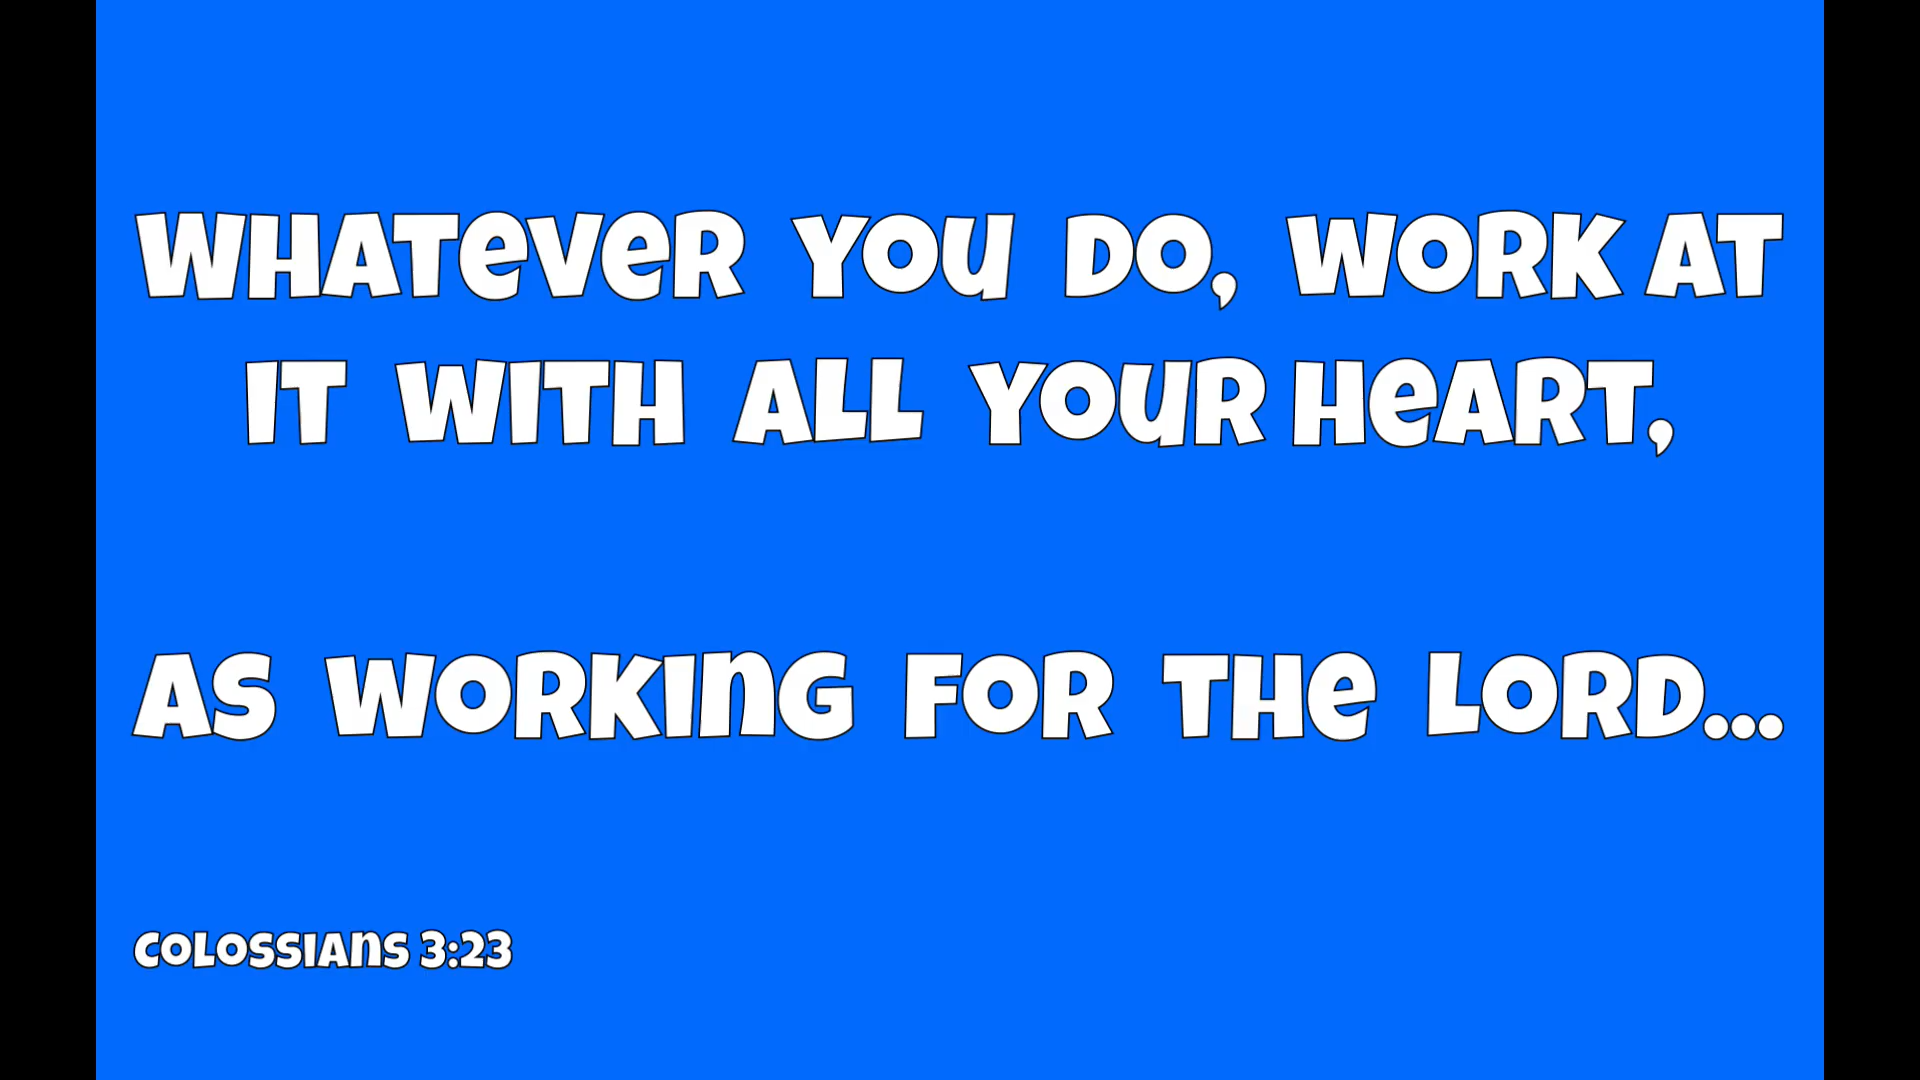 WHATEVER YOU DO, WORK AT
IT WITH ALL YOUR HEART,
AS WORKING FOR THE LORD...
COLOSSIANS 3:23